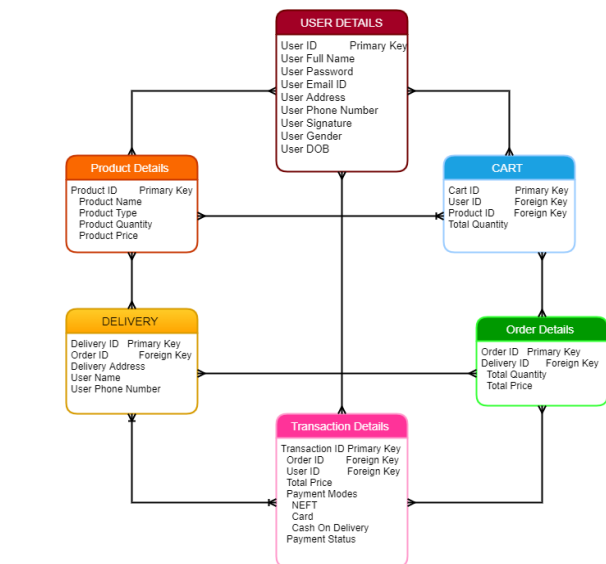 USER DETAILS
User ID Primary Key
User Full Name
User Password
User Email ID
User Address
User Phone Number
User Signature
User Gender
User DOB
Product Details
Product ID Primary Key
Product Name
Product Type
Product Quantity
Product Price
CART
Cart ID Primary Key
User ID Foreign Key
Product ID Foreign Key
Total Quantity
DELIVERY
Delivery ID Primary Key
Order ID Foreign Key
Delivery Address
User Name
User Phone Number
Order Details
Order ID Primary Key
Delivery ID Foreign Key
Total Quantity
Total Price
Transaction Details
Transaction ID Primary Key
Order ID Foreign Key
User ID Foreign Key
Total Price
Payment Modes
NEFT
Card
Cash On Delivery
Payment Status